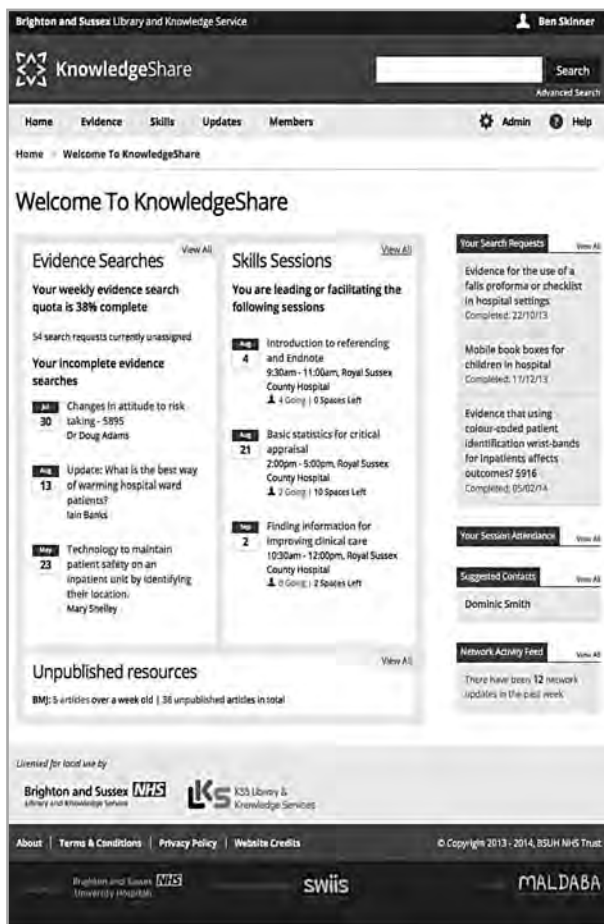 Brighton and Sussex Library and Knowledge Service
Ben Skinner
KnowledgeShare
Search
Advanced Search
Home Evidence Skills Updates Members
Admin Help
Home Welcome To KnowledgeShare
Welcome To KnowledgeShare
View All
Evidence Searches
Your weekly evidence search
quota is 38% complete
54 search requests currently unassigned
Your incomplete evidence
searches
Jul
30
Changes in attitude to risk
taking - 5895
Dr Doug Adams
Aug
13
Update: What is the best way
of warming hospital ward
patients?
Iain Banks
May
23
Technology to maintain
patient safety on an
inpatient unit by identifying
their location.
Mary Shelley
View All
Skills Sessions
You are leading or facilitating the
following sessions
Aug
4
Introduction to referencing
and Endnote
9:30am - 11:00am, Royal Sussex
County Hospital
4 Going | 0 Spaces Left
Aug
21
Basic statistics for critical
appraisal
2:00pm - 5:00pm, Royal Sussex
County Hospital
2 Going | 10 Spaces Left
Sep
2
Finding information for
improving clinical care
10:30am - 12:00pm, Royal Sussex
County Hospital
0 Going | 2 Spaces Left
View All
Unpublished resources
BMJ: 5 articles over a week old | 38 unpublished articles in total
Your Search Requests View All
Evidence for the use of a
falls proforma or checklist
in hospital settings
Completed: 22/10/13
Mobile book boxes for
children in hospital
Completed: 11/12/13
Evidence that using
colour-coded patient
identification wrist-bands
for inpatients affects
outcomes? 5916
Completed: 05/02/14
Your Session Attendance View All
Suggested Contacts View All
Dominic Smith
Network Activity Feed View All
There have been 12 network
updates in the past week
Licensed for local use by
Brighton and Sussex NHS
Library and Knowledge Service
LKS KSS Library &
Knowledge Services
About | Terms & Conditions | Privacy Policy | Website Credits
© Copyright 2013 - 2014, BSUH NHS Trust
Brighton and Sussex NHS
University Hospitals
swiis
MALDABA